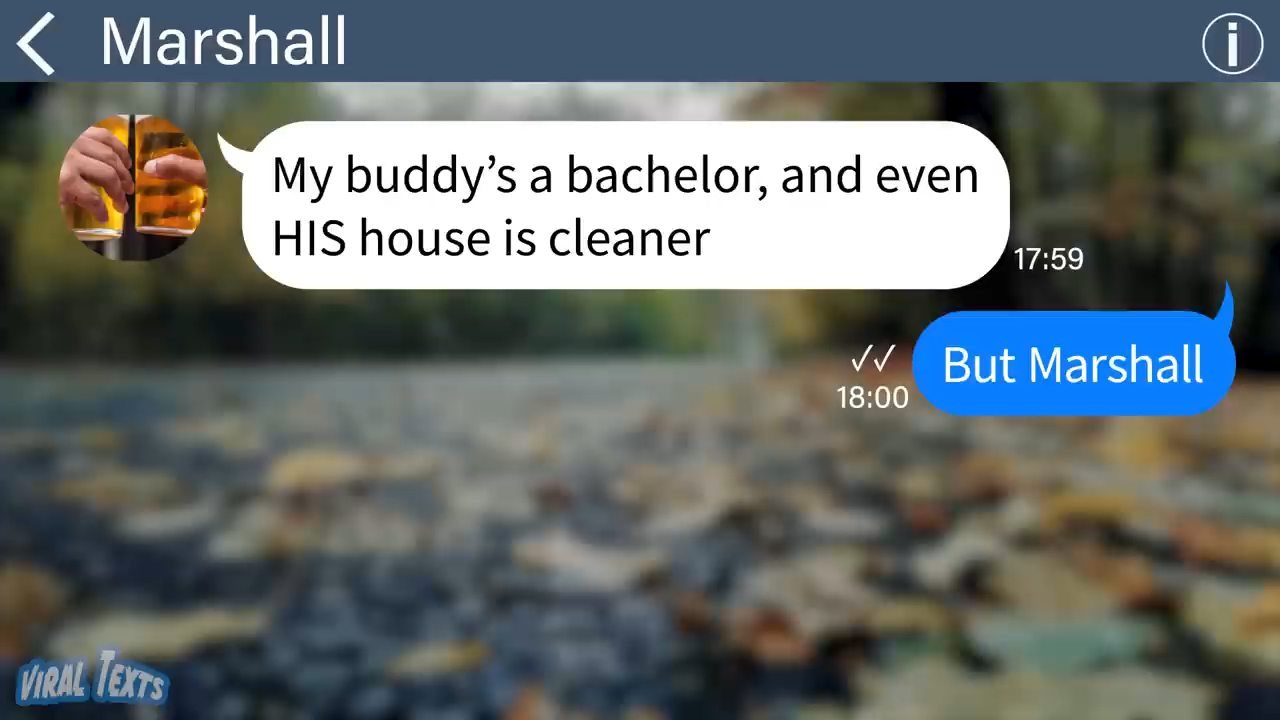 Marshall
My buddy’s a bachelor, and even
HIS house is cleaner
17:59
But Marshall
18:00
VIRAL TEXTS